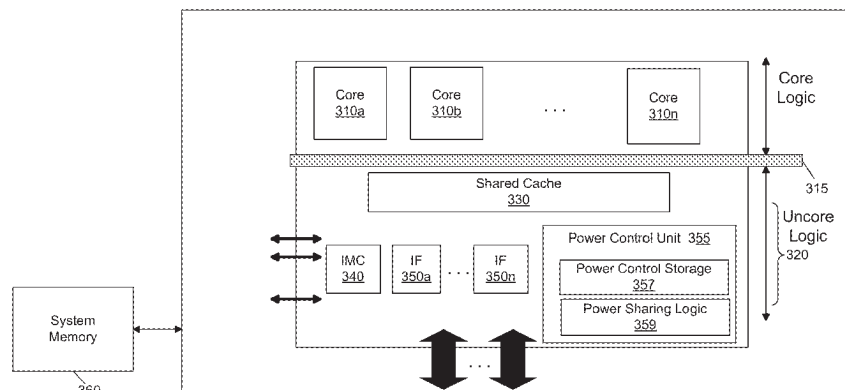 Core
310a
Core
310b
. . .
Core
310n
Core
Logic
315
Shared Cache
330
Uncore
Logic
320
Power Control Unit 355
IMC
340
IF
350a
. . .
IF
350n
Power Control Storage
357
Power Sharing Logic
359
System
Memory
360
...